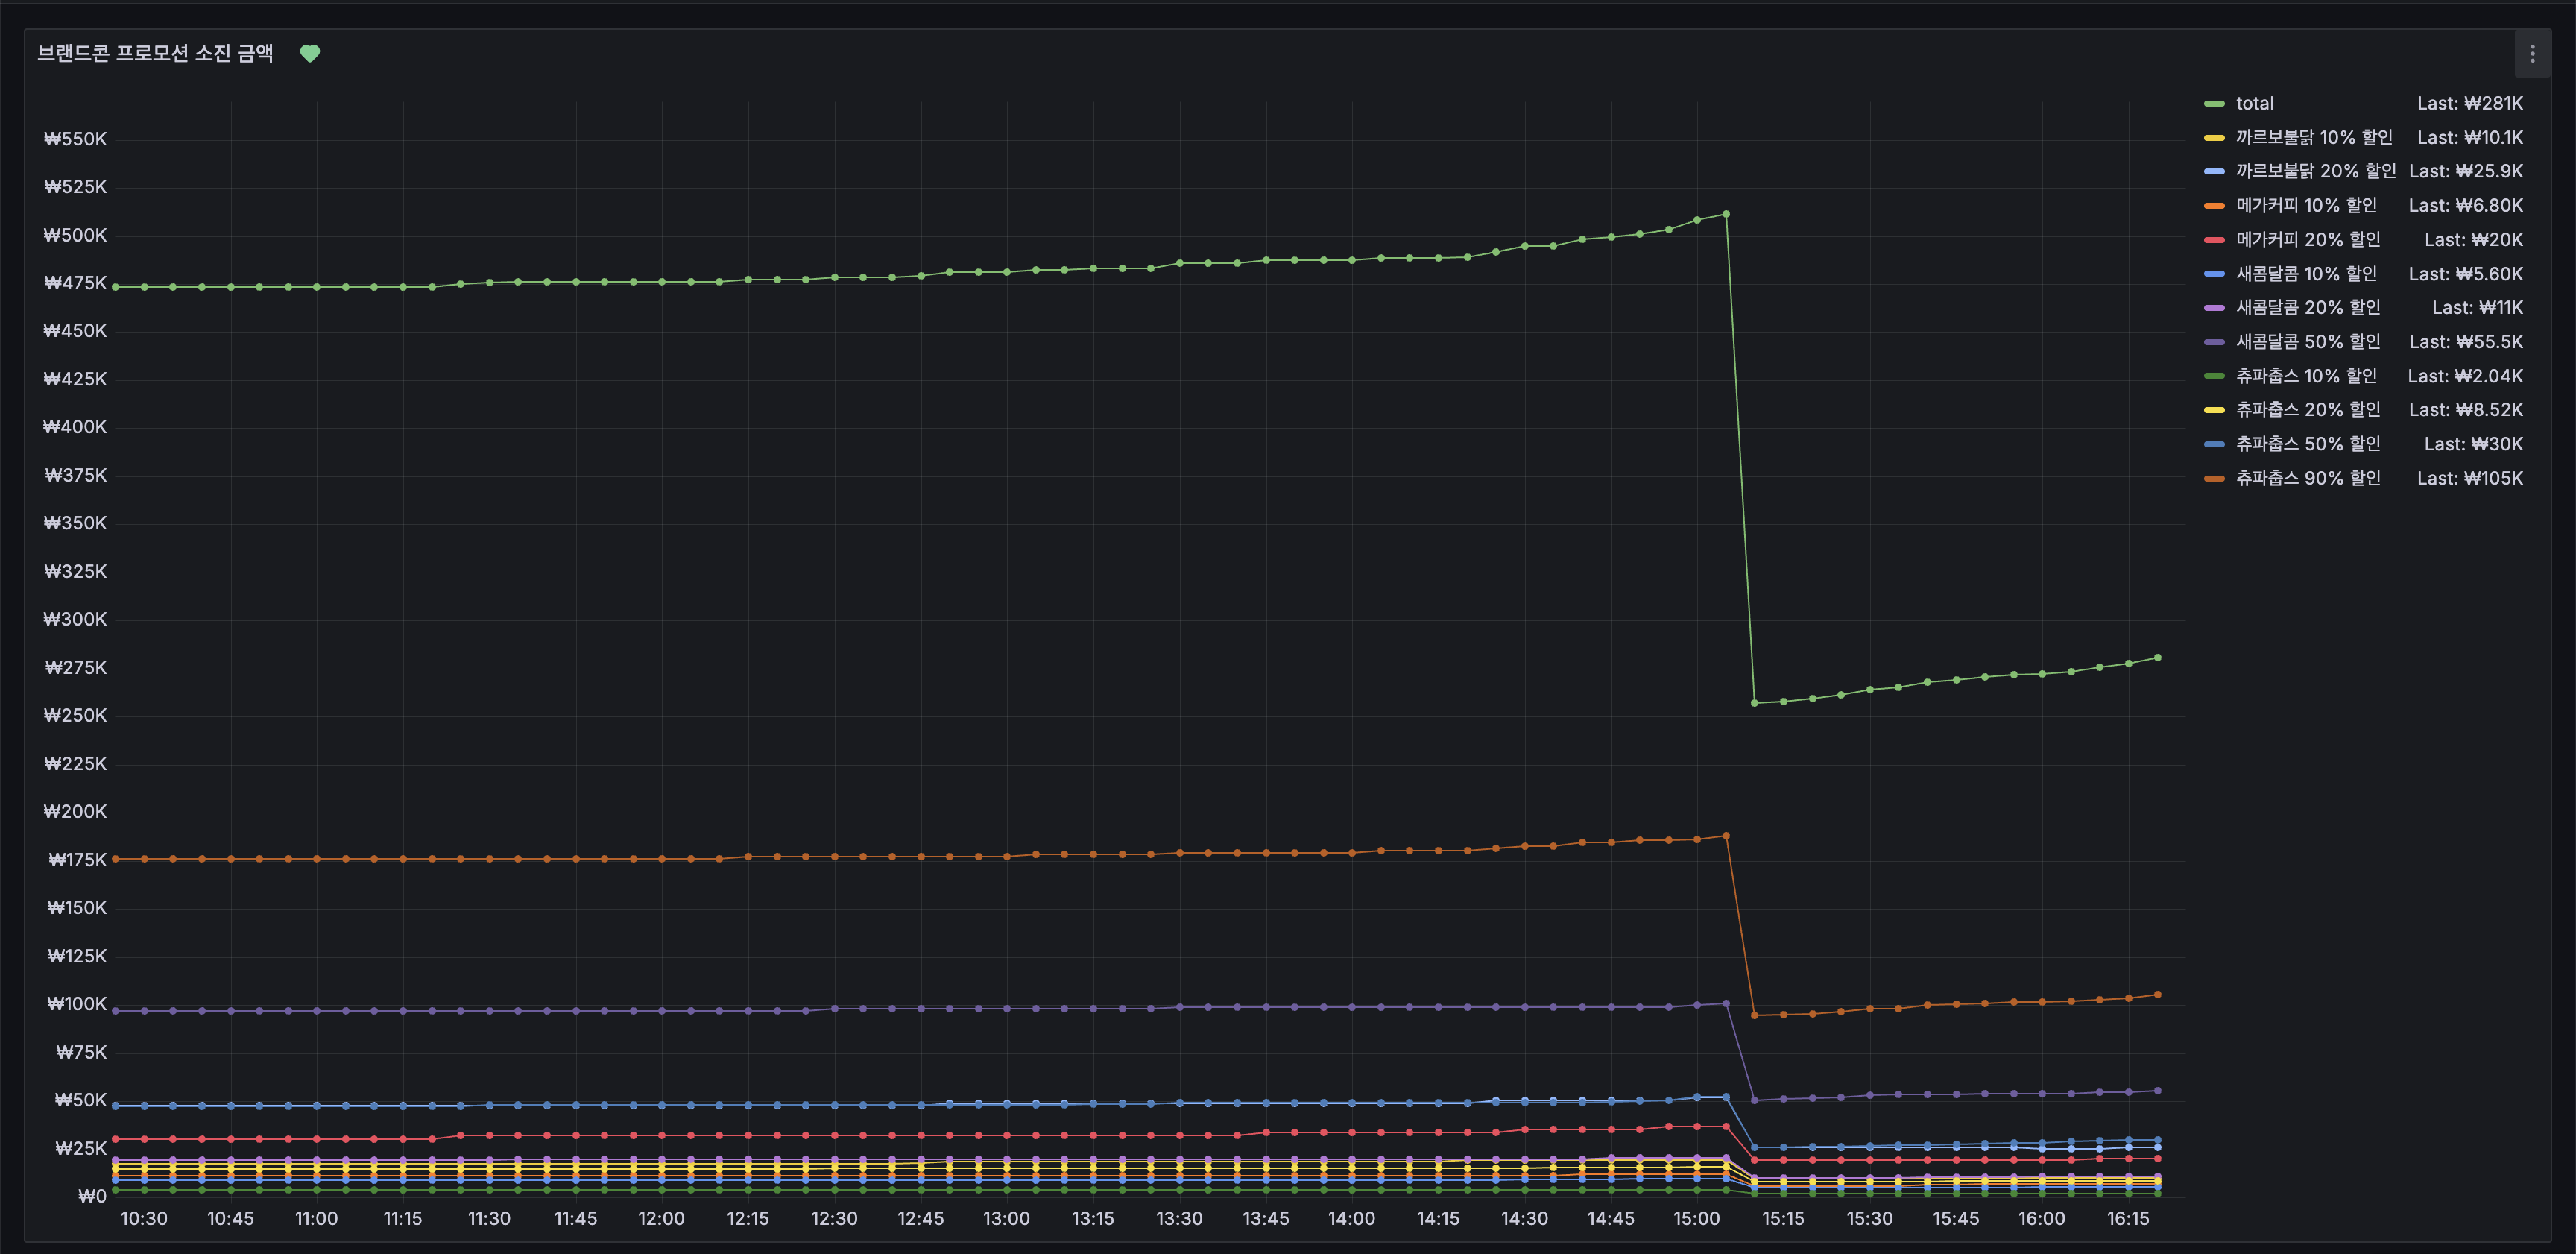 브랜드콘 프로모션 소진 금액
total Last: ₩281K
까르보불닭 10% 할인 Last: ₩10.1K
까르보불닭 20% 할인 Last: ₩25.9K
메가커피 10% 할인 Last: ₩6.80K
메가커피 20% 할인 Last: ₩20K
새콤달콤 10% 할인 Last: ₩5.60K
새콤달콤 20% 할인 Last: ₩11K
새콤달콤 50% 할인 Last: ₩55.5K
츄파춥스 10% 할인 Last: ₩2.04K
츄파춥스 20% 할인 Last: ₩8.52K
츄파춥스 50% 할인 Last: ₩30K
츄파춥스 90% 할인 Last: ₩105K
₩550K
₩525K
₩500K
₩475K
₩450K
₩425K
₩400K
₩375K
₩350K
₩325K
₩300K
₩275K
₩250K
₩225K
₩200K
₩175K
₩150K
₩125K
₩100K
₩75K
₩50K
₩25K
₩0
10:30 10:45 11:00 11:15 11:30 11:45 12:00 12:15 12:30 12:45 13:00 13:15 13:30 13:45 14:00 14:15 14:30 14:45 15:00 15:15 15:30 15:45 16:00 16:15